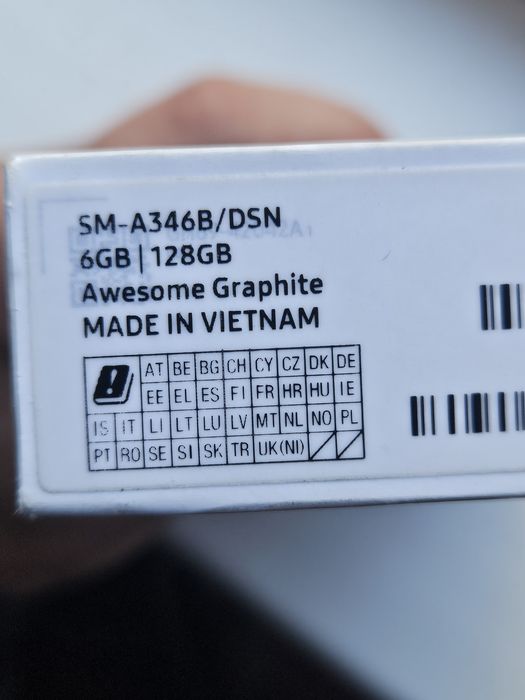 SM-A346B/DSN
6GB | 128GB
Awesome Graphite
MADE IN VIETNAM
AT BE BG CH CY CZ DK DE
EE EL ES FI FR HR HU IE
IS IT LI LT LU LV MT NL NO PL
PT RO SE SI SK TR UK(NI)